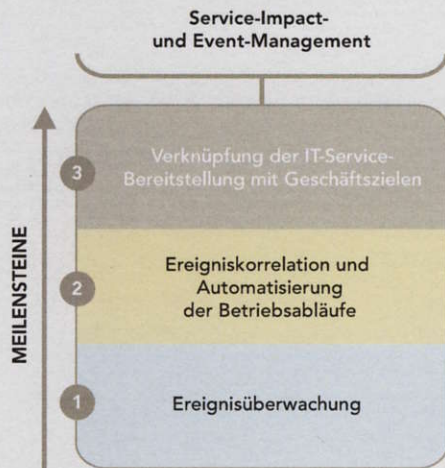 Service-Impact-
und Event-Management
3
Verknüpfung der IT-Service-
Bereitstellung mit Geschäftszielen
2
Ereigniskorrelation und
Automatisierung
der Betriebsabläufe
1
Ereignisüberwachung
MEILENSTEINE